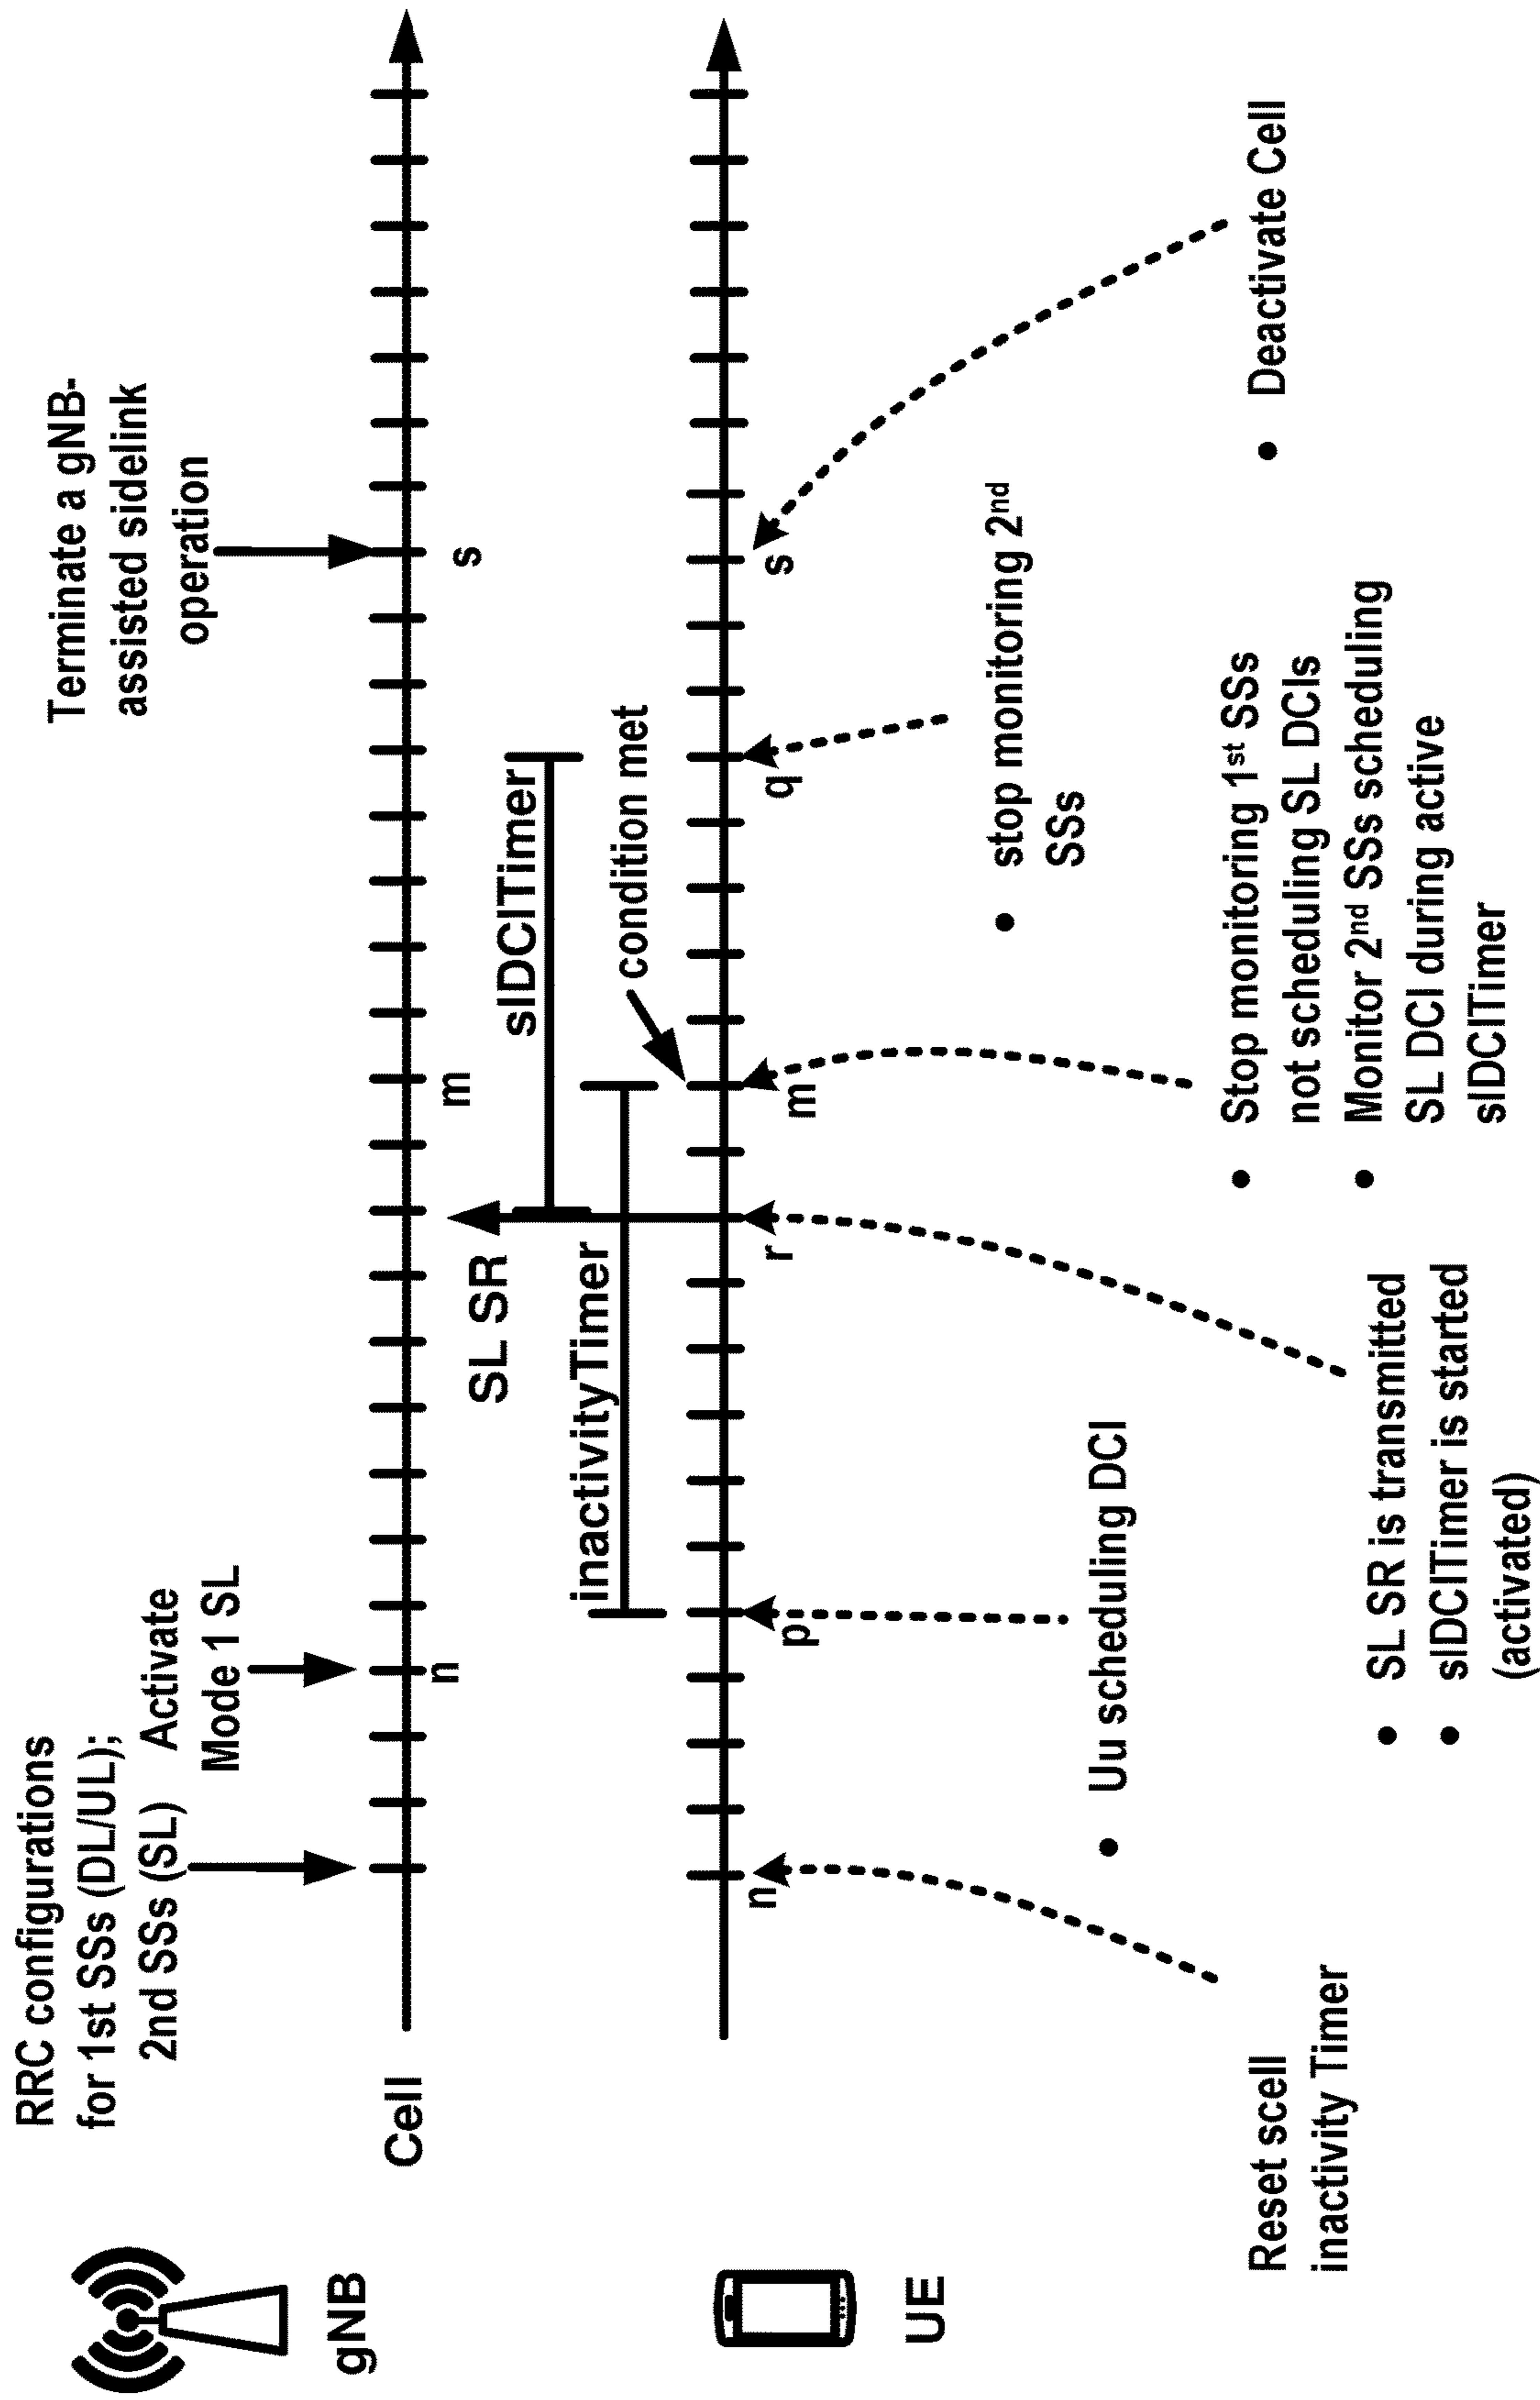 RRC configurations
for 1st SSs (DL/UL);
2nd SSs (SL)
Activate
Mode 1 SL
Terminate a gNB-
assisted sidelink
operation
gNB
Cell
n
m
s
SL SR
slDCITimer
inactivityTimer
condition met
UE
n
p
r
m
q
s
Uu scheduling DCI
stop monitoring 2nd
SSs
Reset scell
inactivity Timer
SL SR is transmitted
slDCITimer is started
(activated)
Stop monitoring 1st SSs
not scheduling SL DCIs
Monitor 2nd SSs scheduling
SL DCI during active
slDCITimer
Deactivate Cell